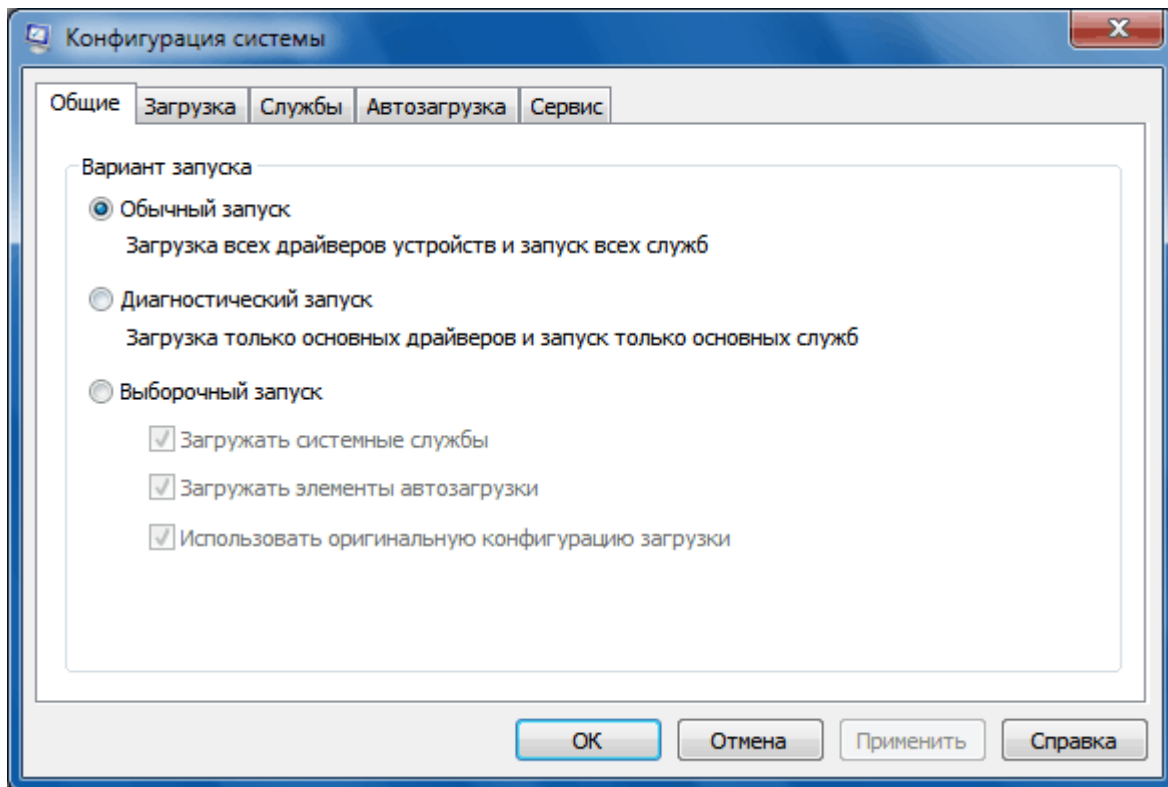 Конфигурация системы
Общие Загрузка Службы Автозагрузка Сервис
Вариант запуска
Обычный запуск
Загрузка всех драйверов устройств и запуск всех служб
Диагностический запуск
Загрузка только основных драйверов и запуск только основных служб
Выборочный запуск
Загружать системные службы
Загружать элементы автозагрузки
Использовать оригинальную конфигурацию загрузки
ОК Отмена Применить Справка